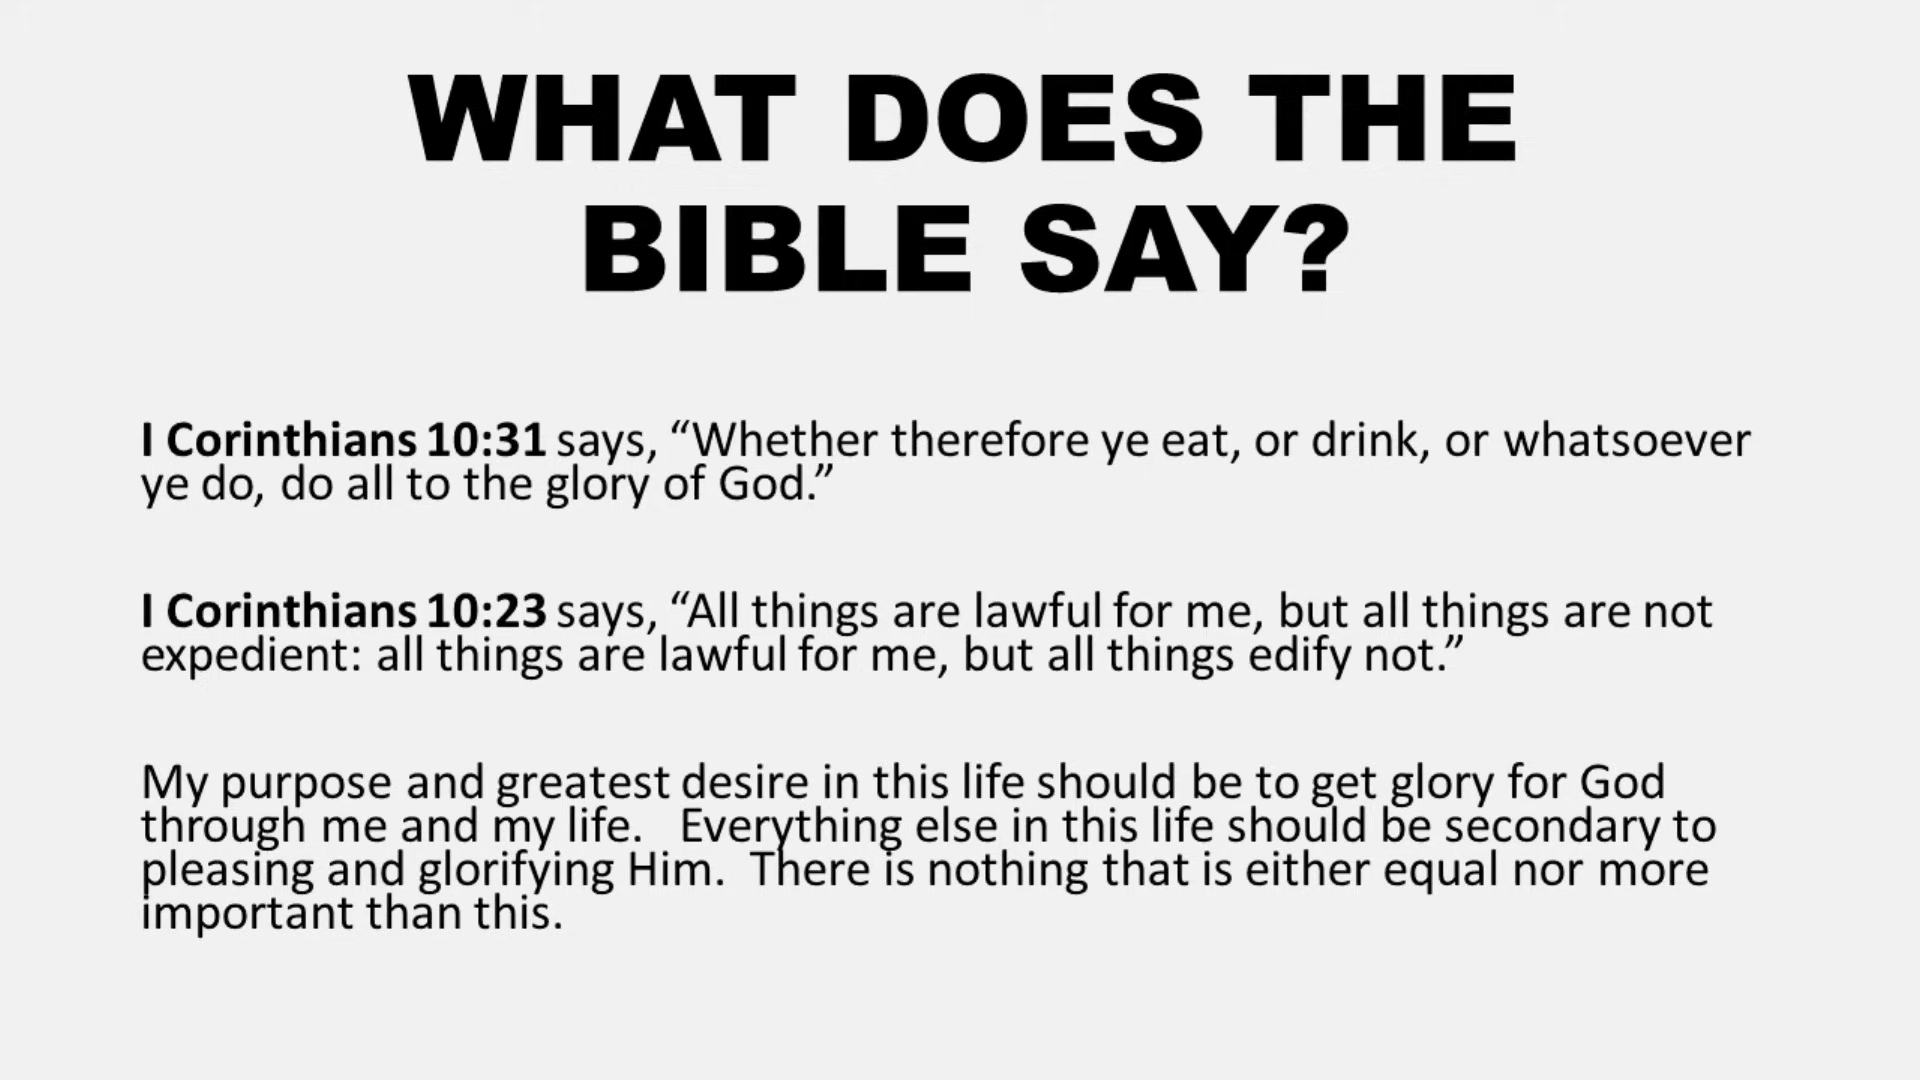 WHAT DOES THE
BIBLE SAY?
I Corinthians 10:31 says, “Whether therefore ye eat, or drink, or whatsoever
ye do, do all to the glory of God.”
I Corinthians 10:23 says, “All things are lawful for me, but all things are not
expedient: all things are lawful for me, but all things edify not.”
My purpose and greatest desire in this life should be to get glory for God
through me and my life.   Everything else in this life should be secondary to
pleasing and glorifying Him.  There is nothing that is either equal nor more
important than this.